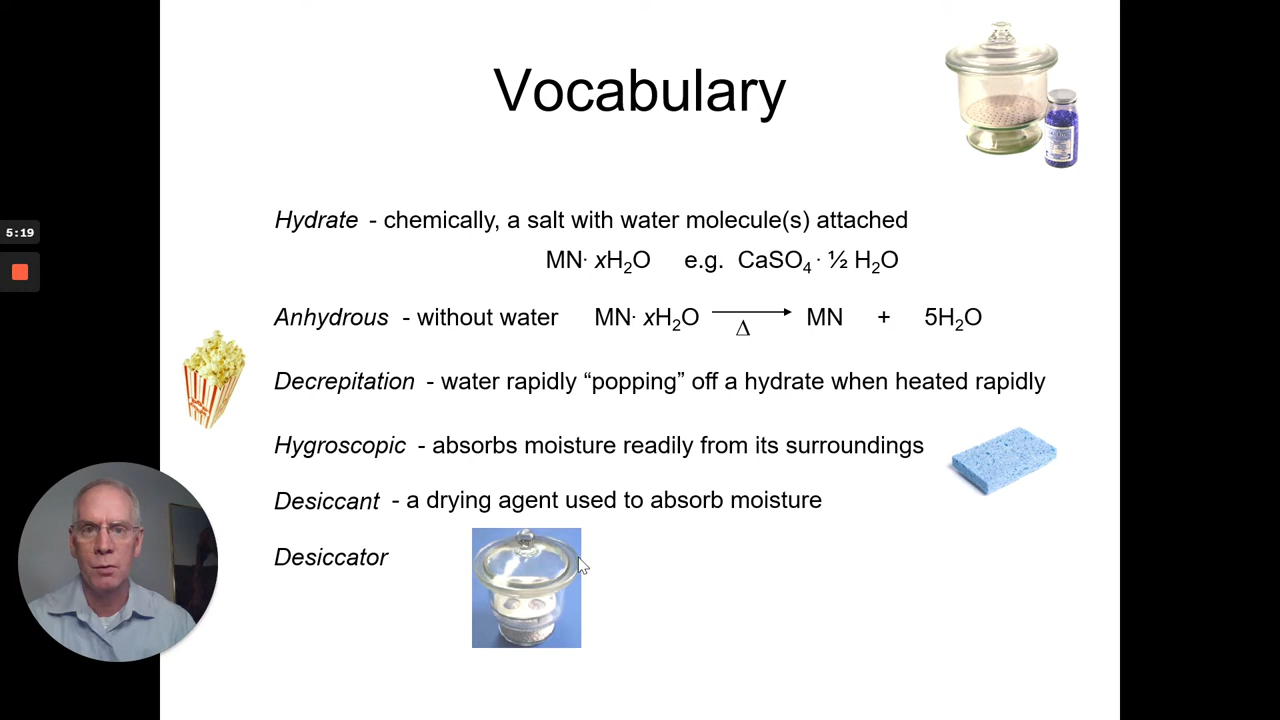 Vocabulary
Hydrate - chemically, a salt with water molecule(s) attached
MN· xH₂O e.g. CaSO₄ · ½ H₂O
Anhydrous - without water MN· xH₂O → Δ MN + 5H₂O
Decrepitation - water rapidly “popping” off a hydrate when heated rapidly
5:19
Hygroscopic - absorbs moisture readily from its surroundings
Desiccant - a drying agent used to absorb moisture
Desiccator